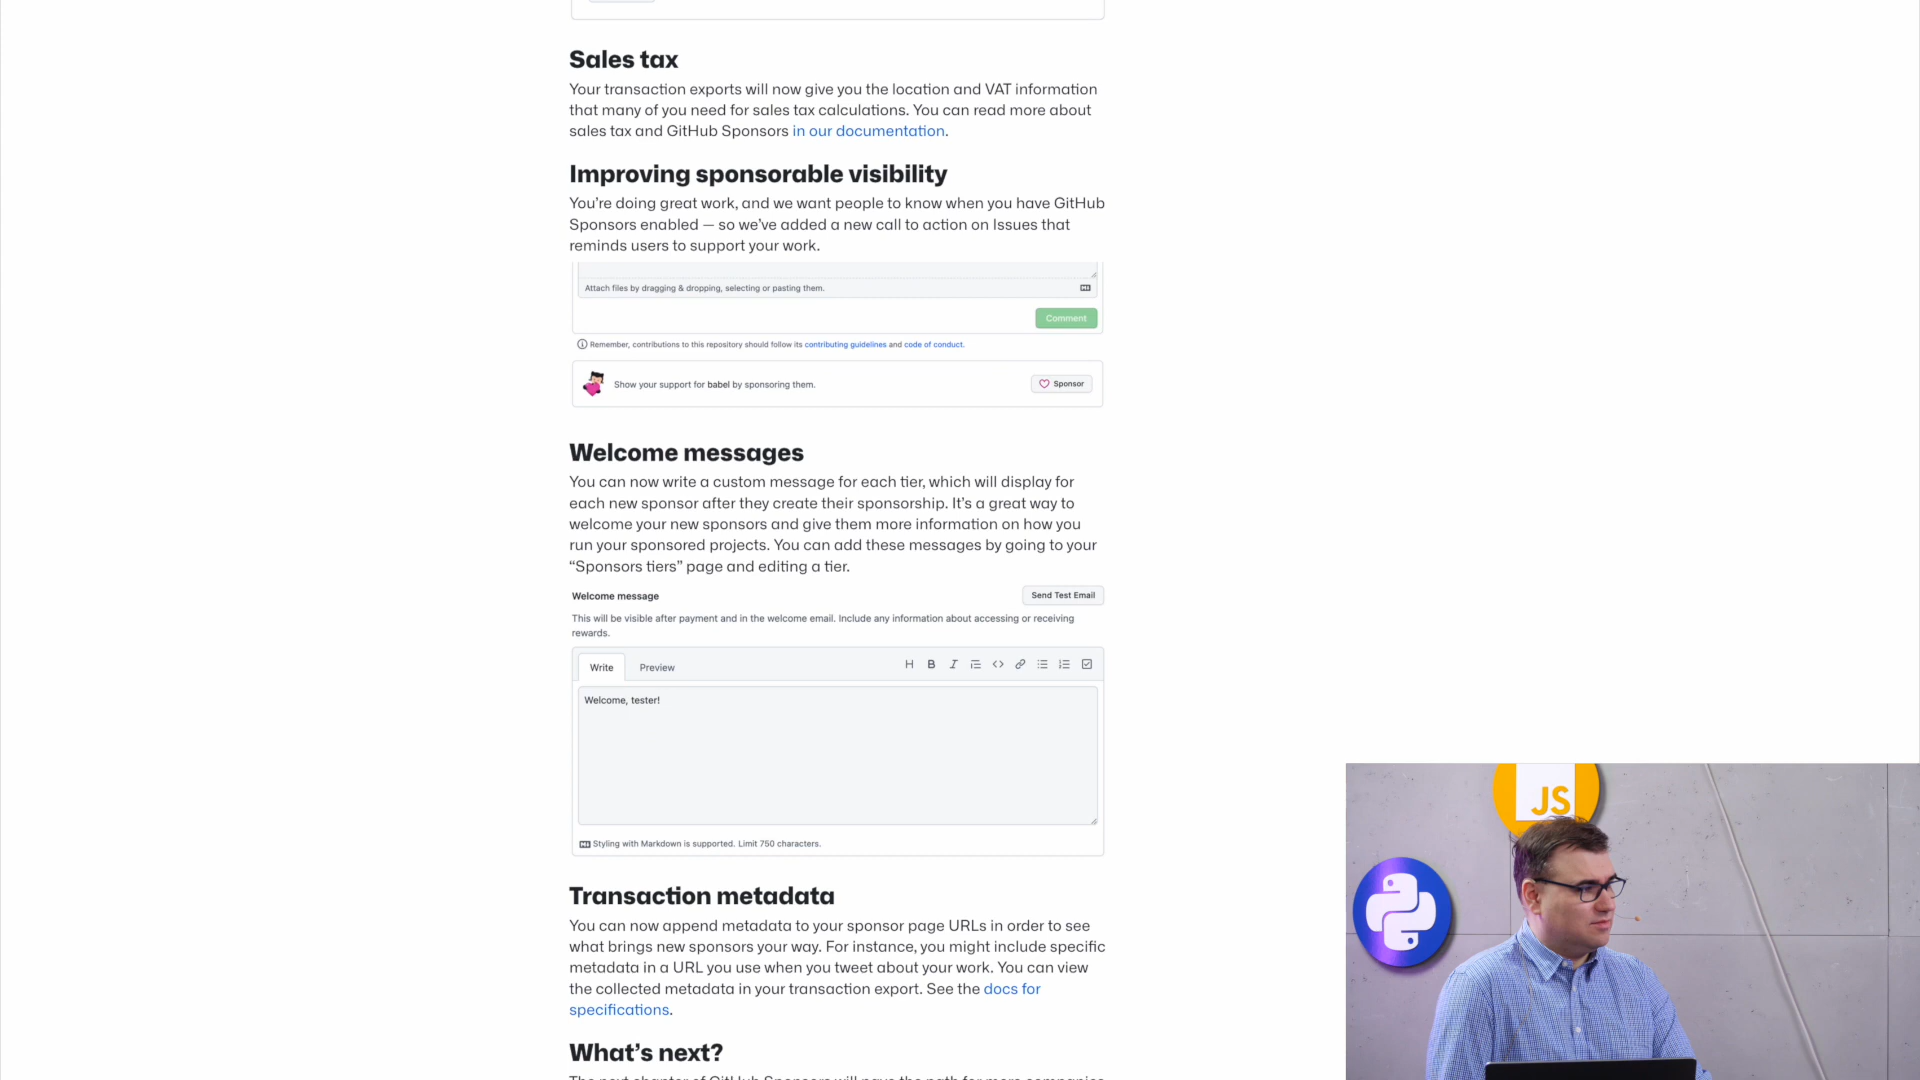 Sales tax
Your transaction exports will now give you the location and VAT information
that many of you need for sales tax calculations. You can read more about
sales tax and GitHub Sponsors in our documentation.
Improving sponsorable visibility
You’re doing great work, and we want people to know when you have GitHub
Sponsors enabled — so we’ve added a new call to action on Issues that
reminds users to support your work.
Attach files by dragging & dropping, selecting or pasting them.
Comment
Remember, contributions to this repository should follow its contributing guidelines and code of conduct.
Show your support for babel by sponsoring them.
Sponsor
Welcome messages
You can now write a custom message for each tier, which will display for
each new sponsor after they create their sponsorship. It’s a great way to
welcome your new sponsors and give them more information on how you
run your sponsored projects. You can add these messages by going to your
“Sponsors tiers” page and editing a tier.
Welcome message
Send Test Email
This will be visible after payment and in the welcome email. Include any information about accessing or receiving
rewards.
Write Preview
H B I
Welcome, tester!
Styling with Markdown is supported. Limit 750 characters.
Transaction metadata
You can now append metadata to your sponsor page URLs in order to see
what brings new sponsors your way. For instance, you might include specific
metadata in a URL you use when you tweet about your work. You can view
the collected metadata in your transaction export. See the docs for
specifications.
What’s next?
The next chapter of GitHub Sponsors will pave the path for more companies
JS